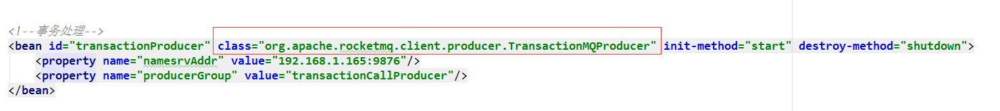 <!--事务处理-->
<bean id="transactionProducer" class="org.apache.rocketmq.client.producer.TransactionMQProducer" init-method="start" destroy-method="shutdown">
<property name="namesrvAddr" value="192.168.1.165:9876"/>
<property name="producerGroup" value="transactionCallProducer"/>
</bean>